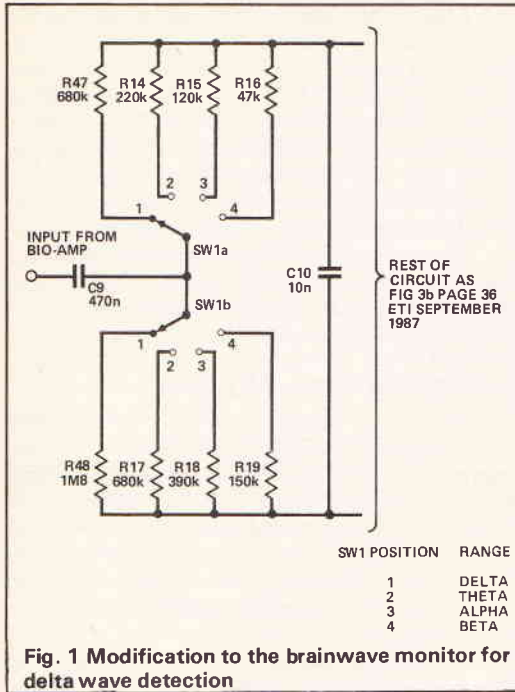 R47
680k
R14
220k
R15
120k
R16
47k
2
3
1
4
INPUT FROM
BIO-AMP
SW1a
C9
470n
SW1b
C10
10n
REST OF
CIRCUIT AS
FIG 3b PAGE 36
ETI SEPTEMBER
1987
1
4
2
3
R48
1M8
R17
680k
R18
390k
R19
150k
SW1 POSITION RANGE
1 DELTA
2 THETA
3 ALPHA
4 BETA
Fig. 1 Modification to the brainwave monitor for
delta wave detection